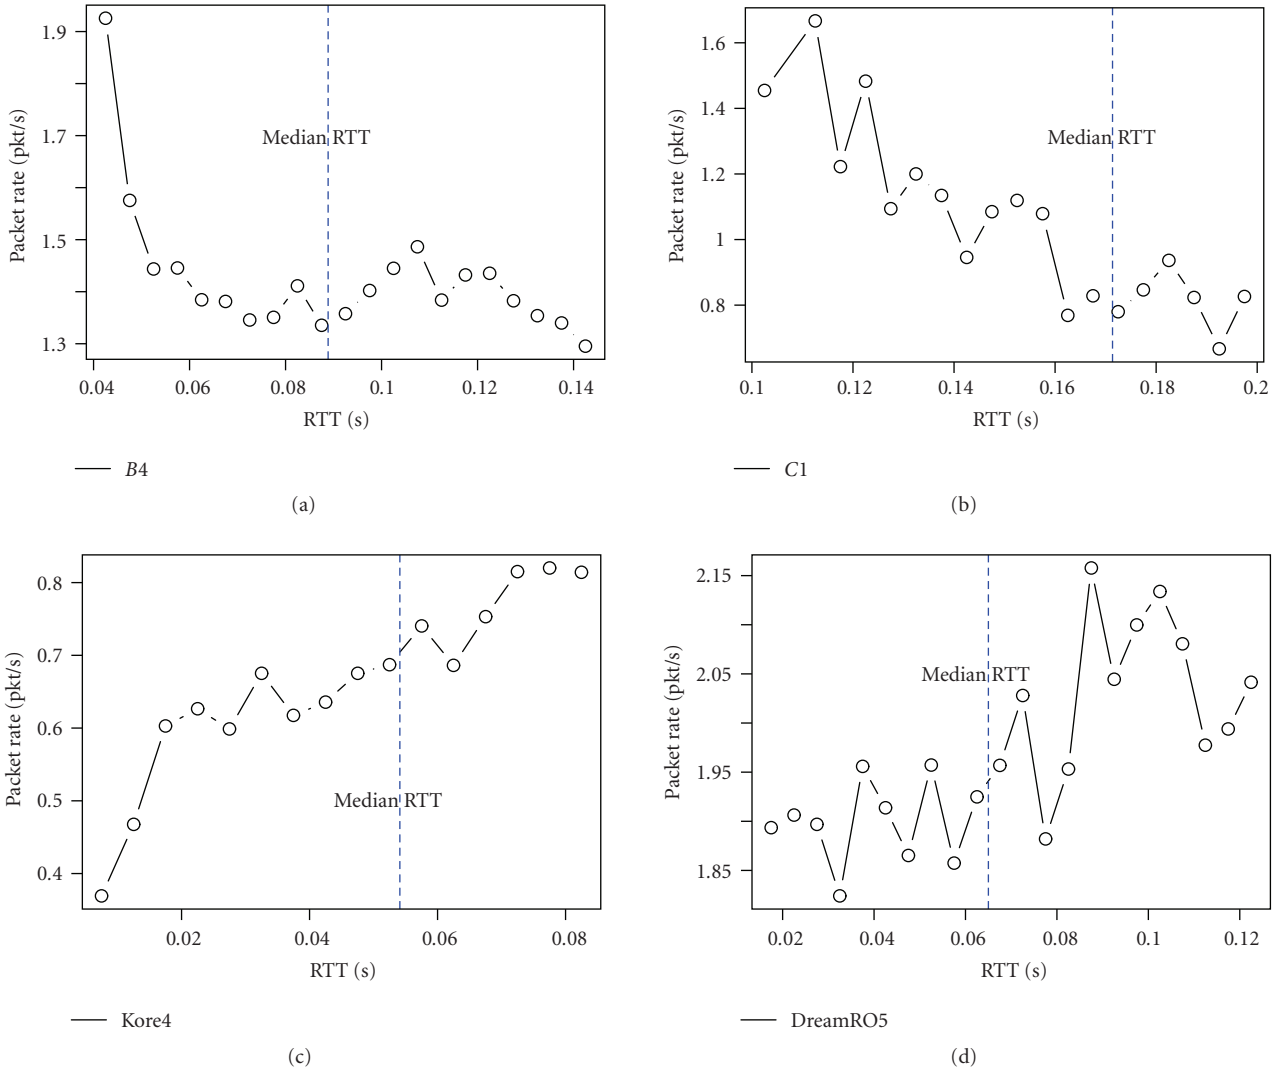 Packet rate (pkt/s)
1.9
1.7
1.5
1.3
Median RTT
0.04 0.06 0.08 0.1 0.12 0.14
RTT (s)
B4
(a)
Packet rate (pkt/s)
1.6
1.4
1.2
1
0.8
Median RTT
0.1 0.12 0.14 0.16 0.18 0.2
RTT (s)
C1
(b)
Packet rate (pkt/s)
0.8
0.7
0.6
0.5
0.4
Median RTT
0.02 0.04 0.06 0.08
RTT (s)
Kore4
(c)
Packet rate (pkt/s)
2.15
2.05
1.95
1.85
Median RTT
0.02 0.04 0.06 0.08 0.1 0.12
RTT (s)
DreamRO5
(d)